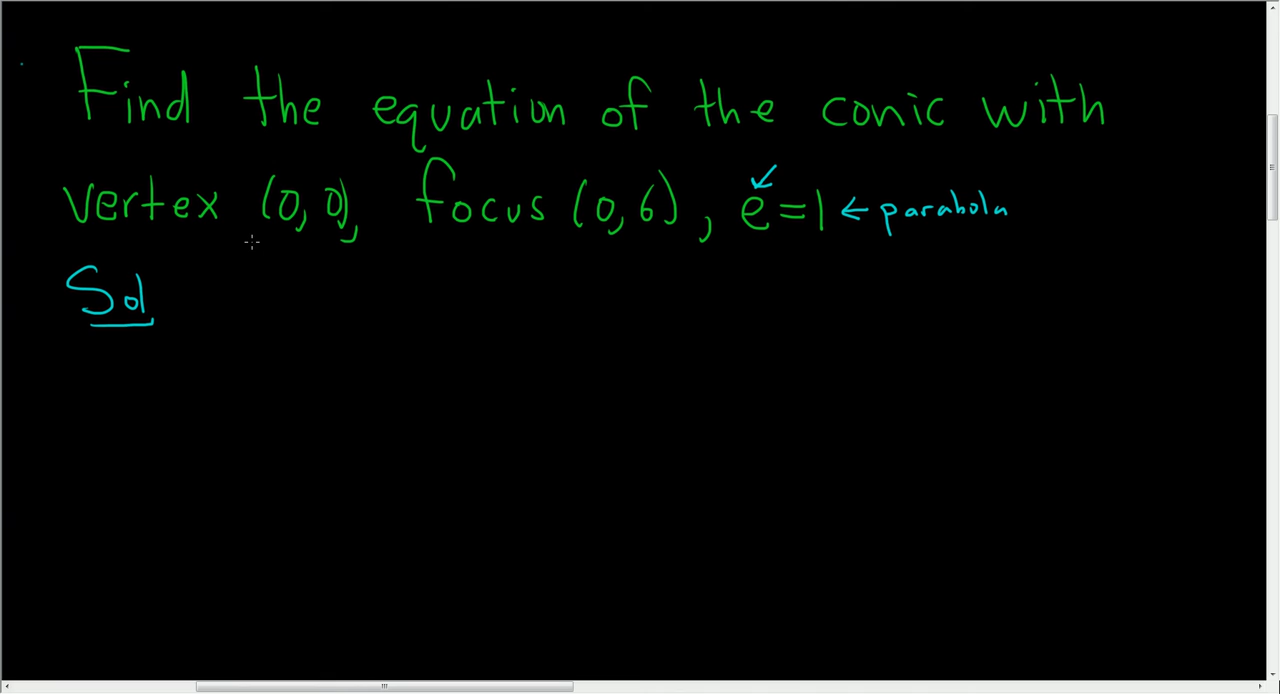 Find the equation of the conic with
vertex (0,0), focus (0,6), e=1 ← parabola
Sol